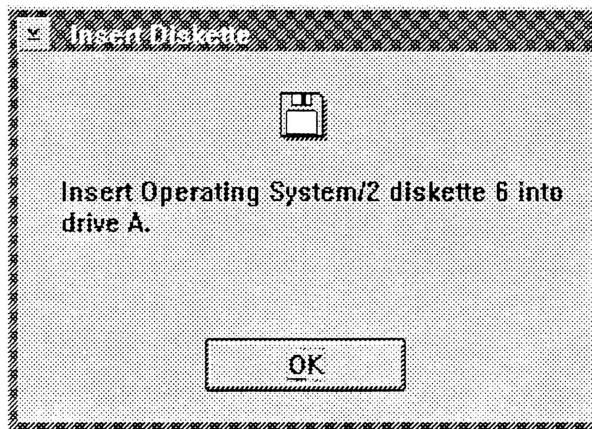 Insert Diskette
Insert Operating System/2 diskette 6 into
drive A.
OK